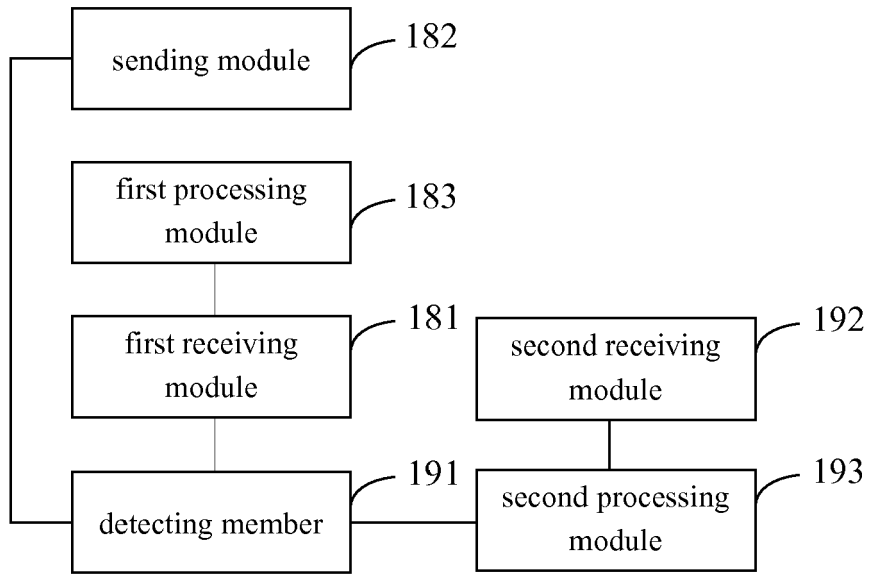 sending module
182
first processing
module
183
first receiving
module
181
second receiving
module
192
detecting member
191
second processing
module
193